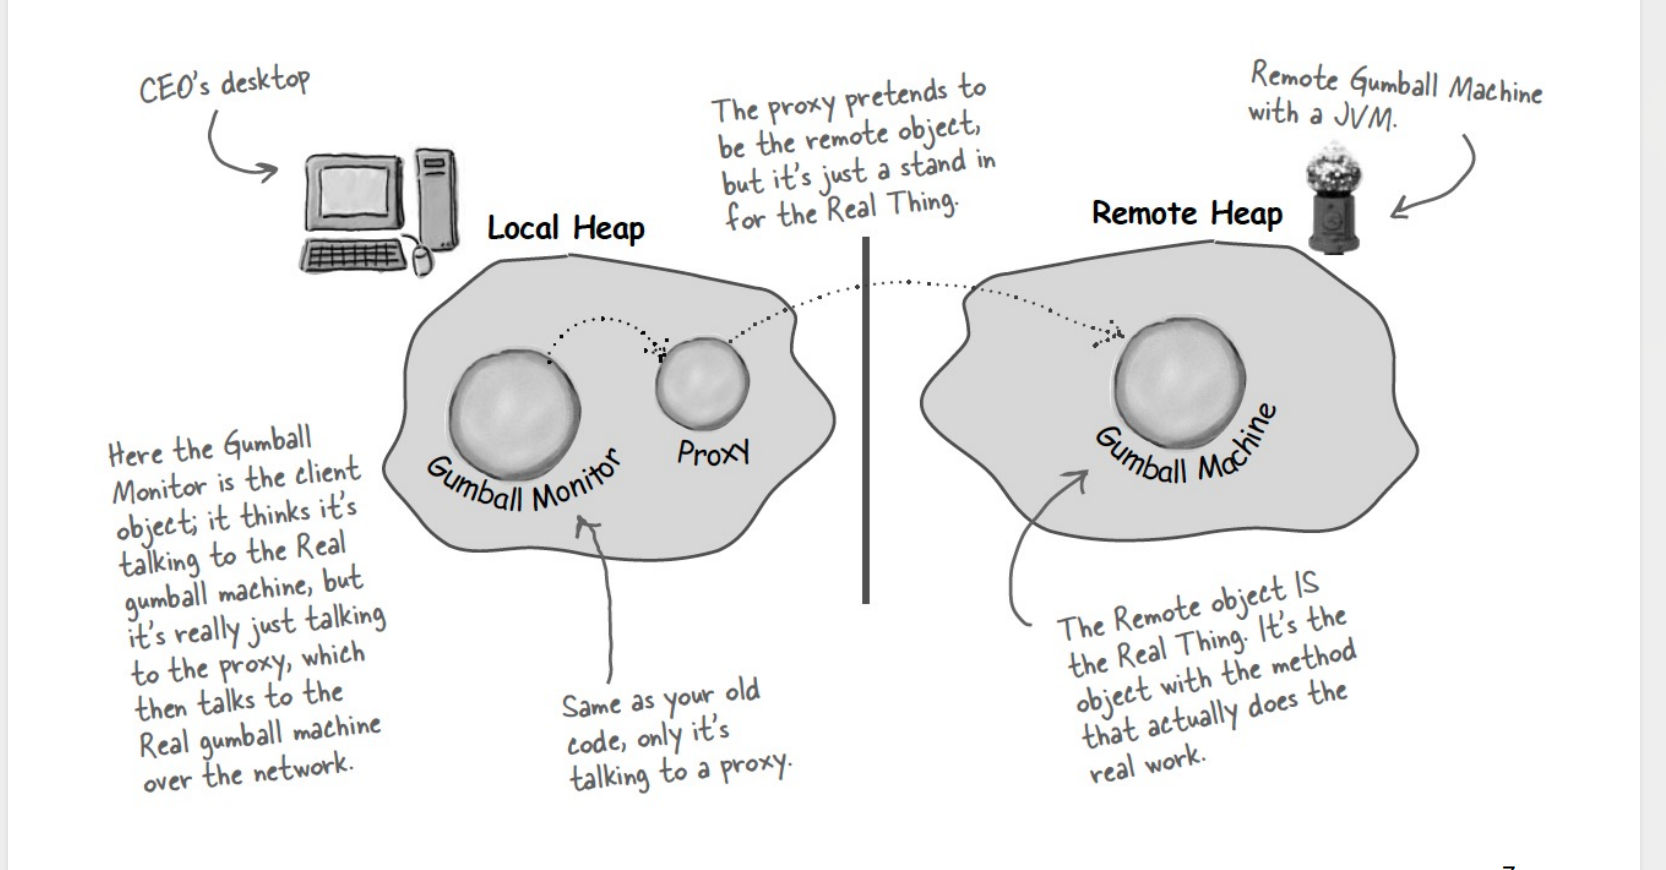 CEO's desktop
The proxy pretends to
be the remote object,
but it's just a stand in
for the Real Thing.
Remote Gumball Machine
with a JVM.
Local Heap
Remote Heap
Gumball Monitor
Proxy
Gumball Machine
Here the Gumball
Monitor is the client
object; it thinks it's
talking to the Real
gumball machine, but
it's really just talking
to the proxy, which
then talks to the
Real gumball machine
over the network.
Same as your old
code, only it's
talking to a proxy.
The Remote object IS
the Real Thing. It's the
object with the method
that actually does the
real work.